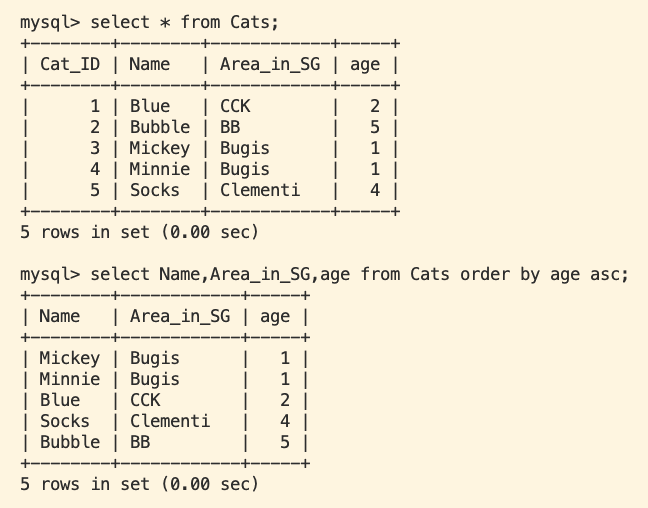 mysql> select * from Cats;
+--------+--------+------------+-----+
| Cat_ID | Name   | Area_in_SG | age |
+--------+--------+------------+-----+
|      1 | Blue   | CCK        |   2 |
|      2 | Bubble | BB         |   5 |
|      3 | Mickey | Bugis      |   1 |
|      4 | Minnie | Bugis      |   1 |
|      5 | Socks  | Clementi   |   4 |
+--------+--------+------------+-----+
5 rows in set (0.00 sec)

mysql> select Name,Area_in_SG,age from Cats order by age asc;
+--------+------------+-----+
| Name   | Area_in_SG | age |
+--------+------------+-----+
| Mickey | Bugis      |   1 |
| Minnie | Bugis      |   1 |
| Blue   | CCK        |   2 |
| Socks  | Clementi   |   4 |
| Bubble | BB         |   5 |
+--------+------------+-----+
5 rows in set (0.00 sec)